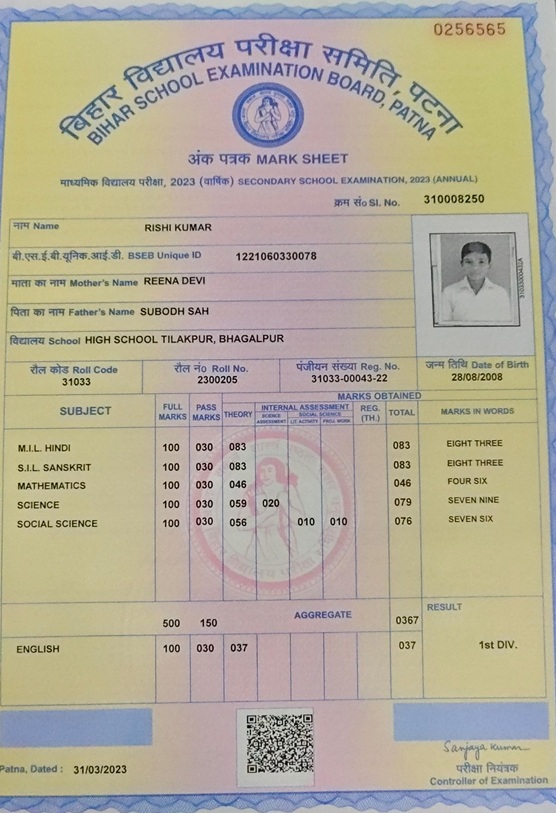 0256565
बिहार विद्यालय परीक्षा समिति, पटना
BIHAR SCHOOL EXAMINATION BOARD, PATNA
अंक पत्रक MARK SHEET
माध्यमिक विद्यालय परीक्षा, 2023 (वार्षिक) SECONDARY SCHOOL EXAMINATION, 2023 (ANNUAL)
क्रम सं० Sl. No. 310008250
नाम Name RISHI KUMAR
बी.एस.ई.बी.यूनिक.आई.डी. BSEB Unique ID 1221060330078
माता का नाम Mother's Name REENA DEVI
पिता का नाम Father's Name SUBODH SAH
विद्यालय School HIGH SCHOOL TILAKPUR, BHAGALPUR
रौल कोड Roll Code रौल नं० Roll No. पंजीयन संख्या Reg. No. जन्म तिथि Date of Birth
31033 2300205 31033-00043-22 28/08/2008
SUBJECT FULL MARKS PASS MARKS MARKS OBTAINED MARKS IN WORDS
THEORY INTERNAL ASSESSMENT REG. (TH.) TOTAL
SCIENCE ASSESSMENT SOCIAL SCIENCE
LIT. ACTIVITY PROJ. WORK
M.I.L. HINDI 100 030 083 083 EIGHT THREE
S.I.L. SANSKRIT 100 030 083 083 EIGHT THREE
MATHEMATICS 100 030 046 046 FOUR SIX
SCIENCE 100 030 059 020 079 SEVEN NINE
SOCIAL SCIENCE 100 030 056 010 010 076 SEVEN SIX
500 150 AGGREGATE 0367 RESULT
ENGLISH 100 030 037 037 1st DIV.
Sanjaya Kumar
Patna, Dated : 31/03/2023
परीक्षा नियंत्रक
Controller of Examination